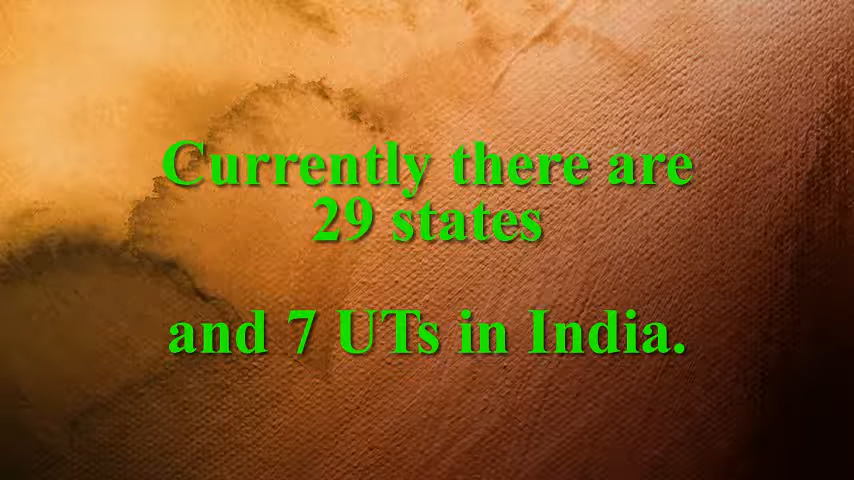 Currently there are
29 states
and 7 UTs in India.